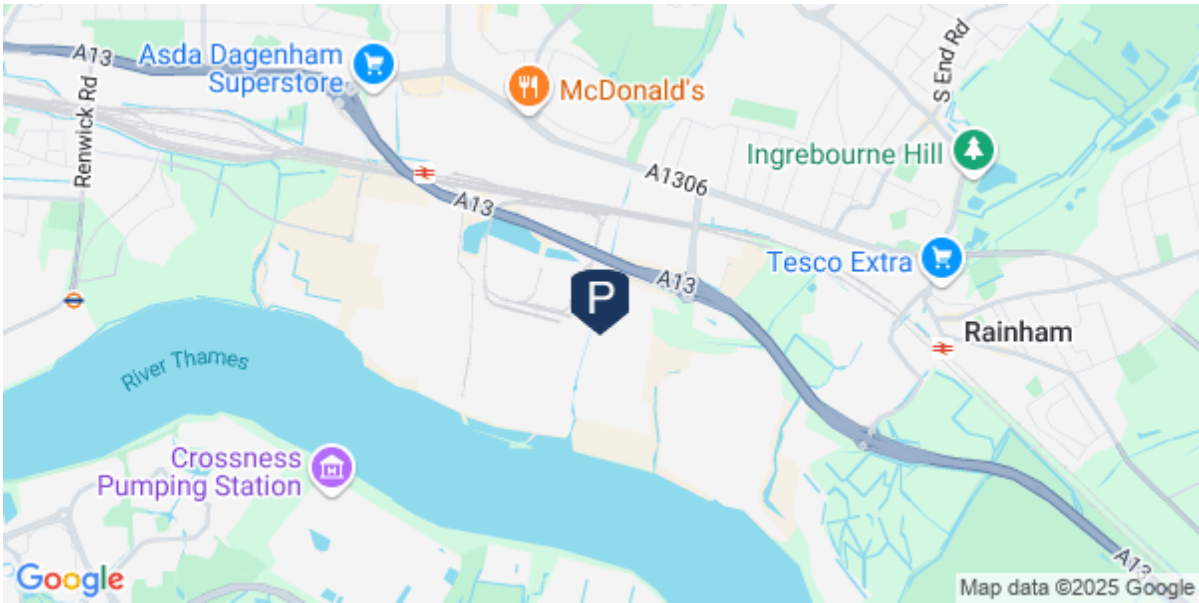 A13
Asda Dagenham
Superstore
McDonald's
S End Rd
Renwick Rd
Ingrebourne Hill
A1306
A13
Tesco Extra
A13
P
Rainham
River Thames
Crossness
Pumping Station
A13
Google
Map data ©2025 Google